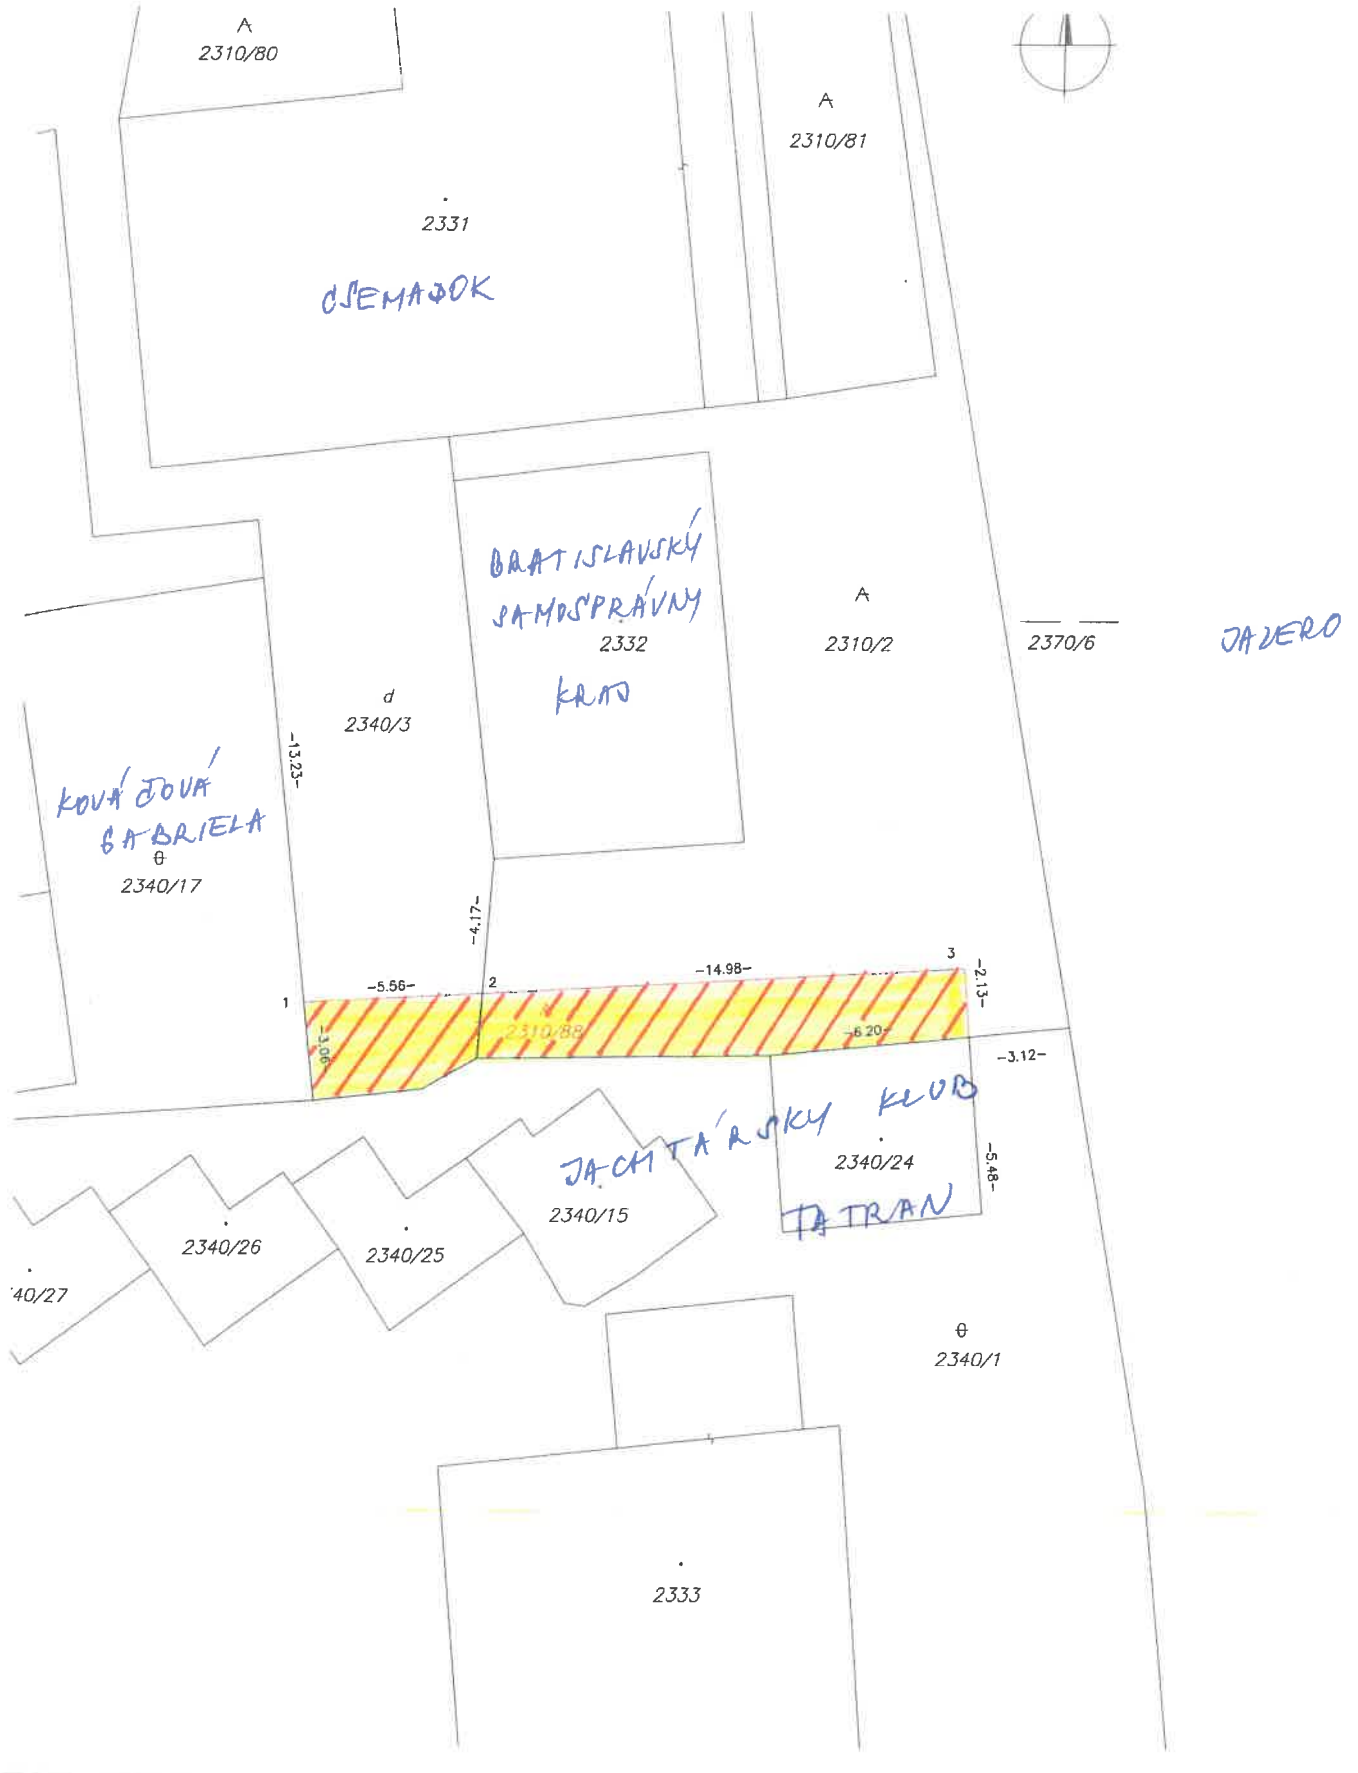 A
2310/80
A
2310/81
2331
CSEMADOK
BRATISLAVSKÝ
SAMOSPRÁVNY
2332
KRAJ
A
2310/2
2370/6
JAZERO
d
2340/3
-13.23-
KOVÁČOVÁ
GABRIELA
θ
2340/17
-4.17-
3
-14.98-
-2.13-
-5.56-
2
1
2310/88
-6.20-
-3.06-
-3.12-
JACHTÁRSKY KLUB
2340/24
-5.48-
TATRAN
2340/15
2340/26
2340/25
'40/27
θ
2340/1
2333